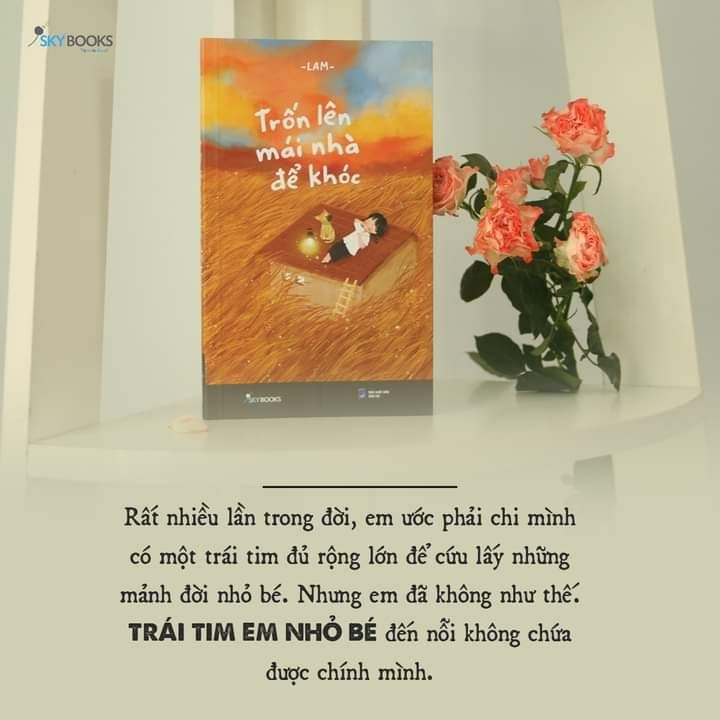 SKYBOOKS
-LAM-
Trốn lên
mái nhà
để khóc
SKYBOOKS
Rất nhiều lần trong đời, em ước phải chi mình
có một trái tim đủ rộng lớn để cứu lấy những
mảnh đời nhỏ bé. Nhưng em đã không như thế.
TRÁI TIM EM NHỎ BÉ đến nỗi không chứa
được chính mình.